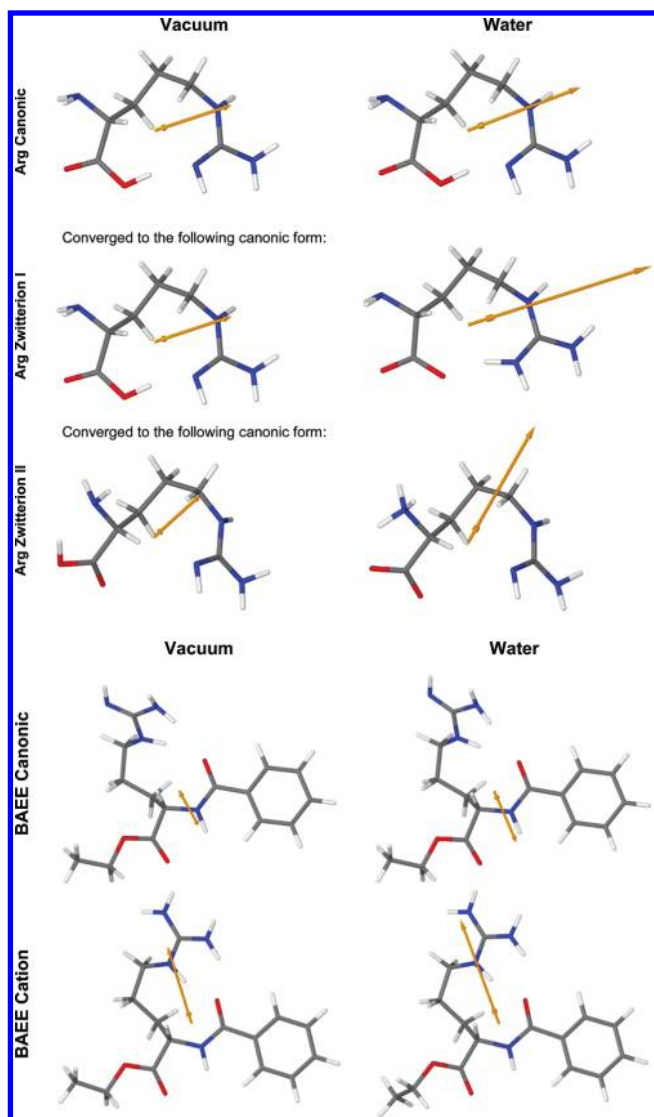 Vacuum Water
Arg Canonic
Converged to the following canonic form:
Arg Zwitterion I
Converged to the following canonic form:
Arg Zwitterion II
Vacuum Water
BAEE Canonic
BAEE Cation